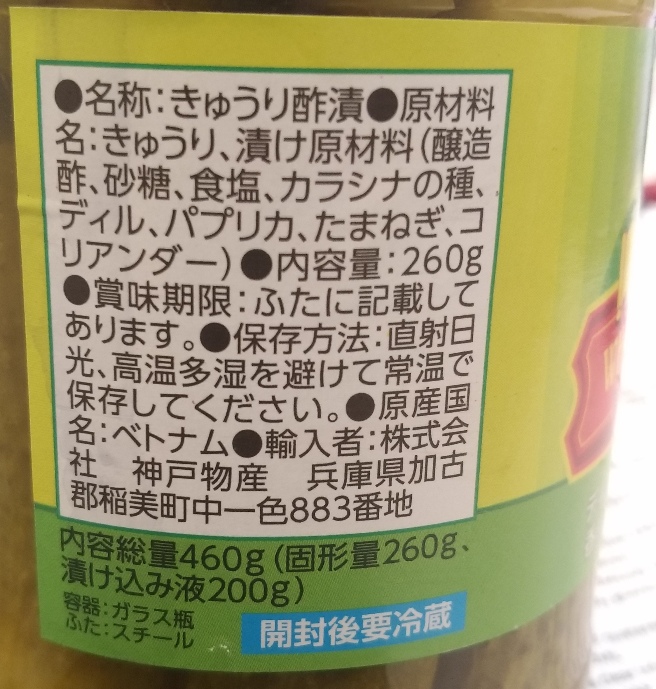 ●名称:きゅうり酢漬●原材料
名:きゅうり、漬け原材料(醸造
酢、砂糖、食塩、カラシナの種、
ディル、パプリカ、たまねぎ、コ
リアンダー)●内容量:260g
●賞味期限:ふたに記載して
あります。●保存方法:直射日
光、高温多湿を避けて常温で
保存してください。●原産国
名:ベトナム●輸入者:株式会
社 神戸物産 兵庫県加古
郡稲美町中一色883番地
内容総量460g(固形量260g、
漬け込み液200g)
容器:ガラス瓶
ふた:スチール
開封後要冷蔵